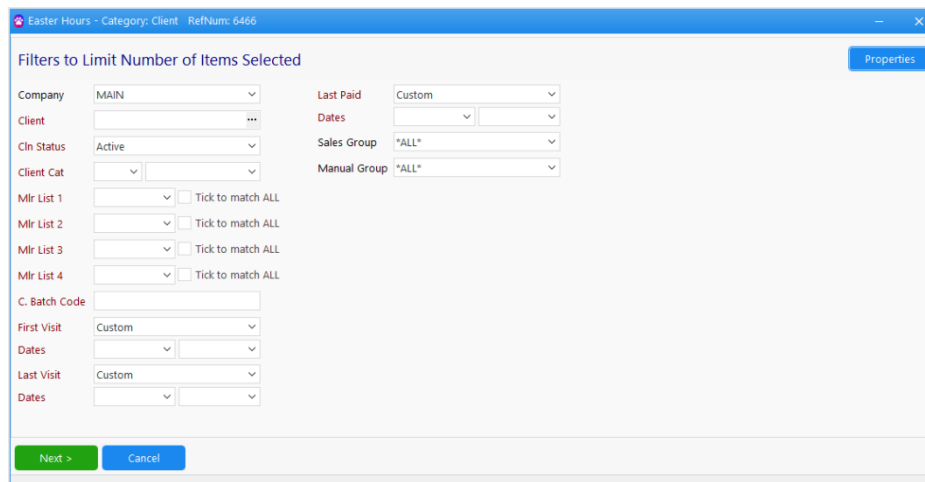 Easter Hours - Category: Client RefNum: 6466
Filters to Limit Number of Items Selected
Properties
Company MAIN
Client ...
Cln Status Active
Client Cat
Mlr List 1 Tick to match ALL
Mlr List 2 Tick to match ALL
Mlr List 3 Tick to match ALL
Mlr List 4 Tick to match ALL
C. Batch Code
First Visit Custom
Dates
Last Visit Custom
Dates
Last Paid Custom
Dates
Sales Group *ALL*
Manual Group *ALL*
Next >
Cancel